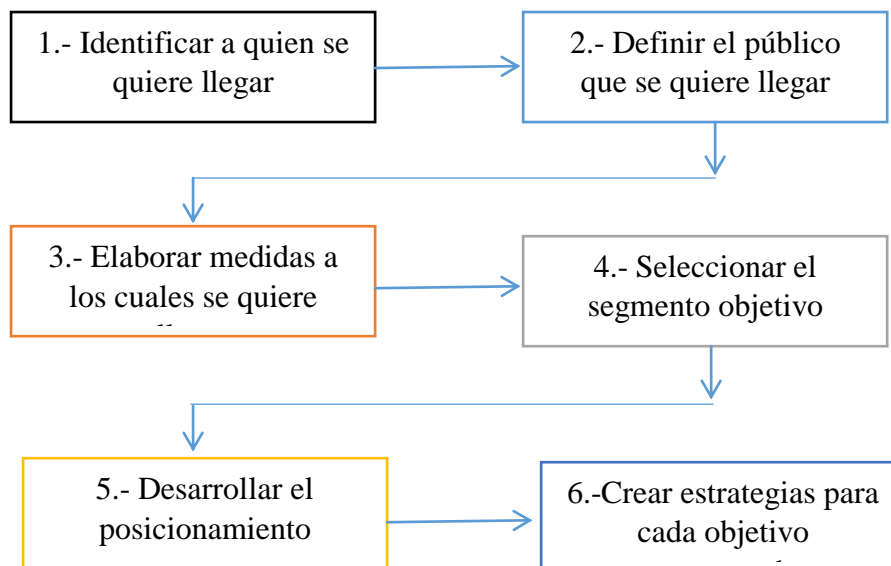 1.- Identificar a quien se
quiere llegar
2.- Definir el público
que se quiere llegar
3.- Elaborar medidas a
los cuales se quiere
4.- Seleccionar el
segmento objetivo
5.- Desarrollar el
posicionamiento
6.-Crear estrategias para
cada objetivo